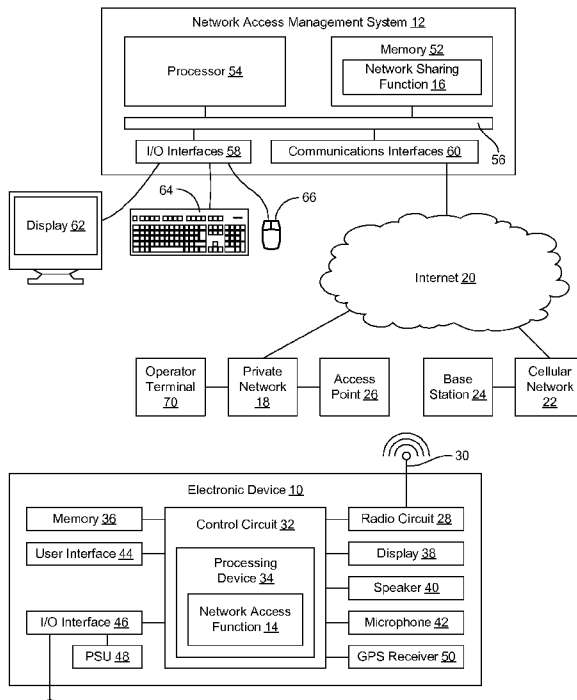 Network Access Management System 12
Processor 54
Memory 52
Network Sharing
Function 16
56
I/O Interfaces 58
Communications Interfaces 60
64
66
Display 62
Internet 20
Operator
Terminal
70
Private
Network
18
Access
Point 26
Base
Station 24
Cellular
Network
22
30
Electronic Device 10
Memory 36
Control Circuit 32
Radio Circuit 28
User Interface 44
Processing
Device 34
Display 38
Speaker 40
Network Access
Function 14
I/O Interface 46
Microphone 42
PSU 48
GPS Receiver 50